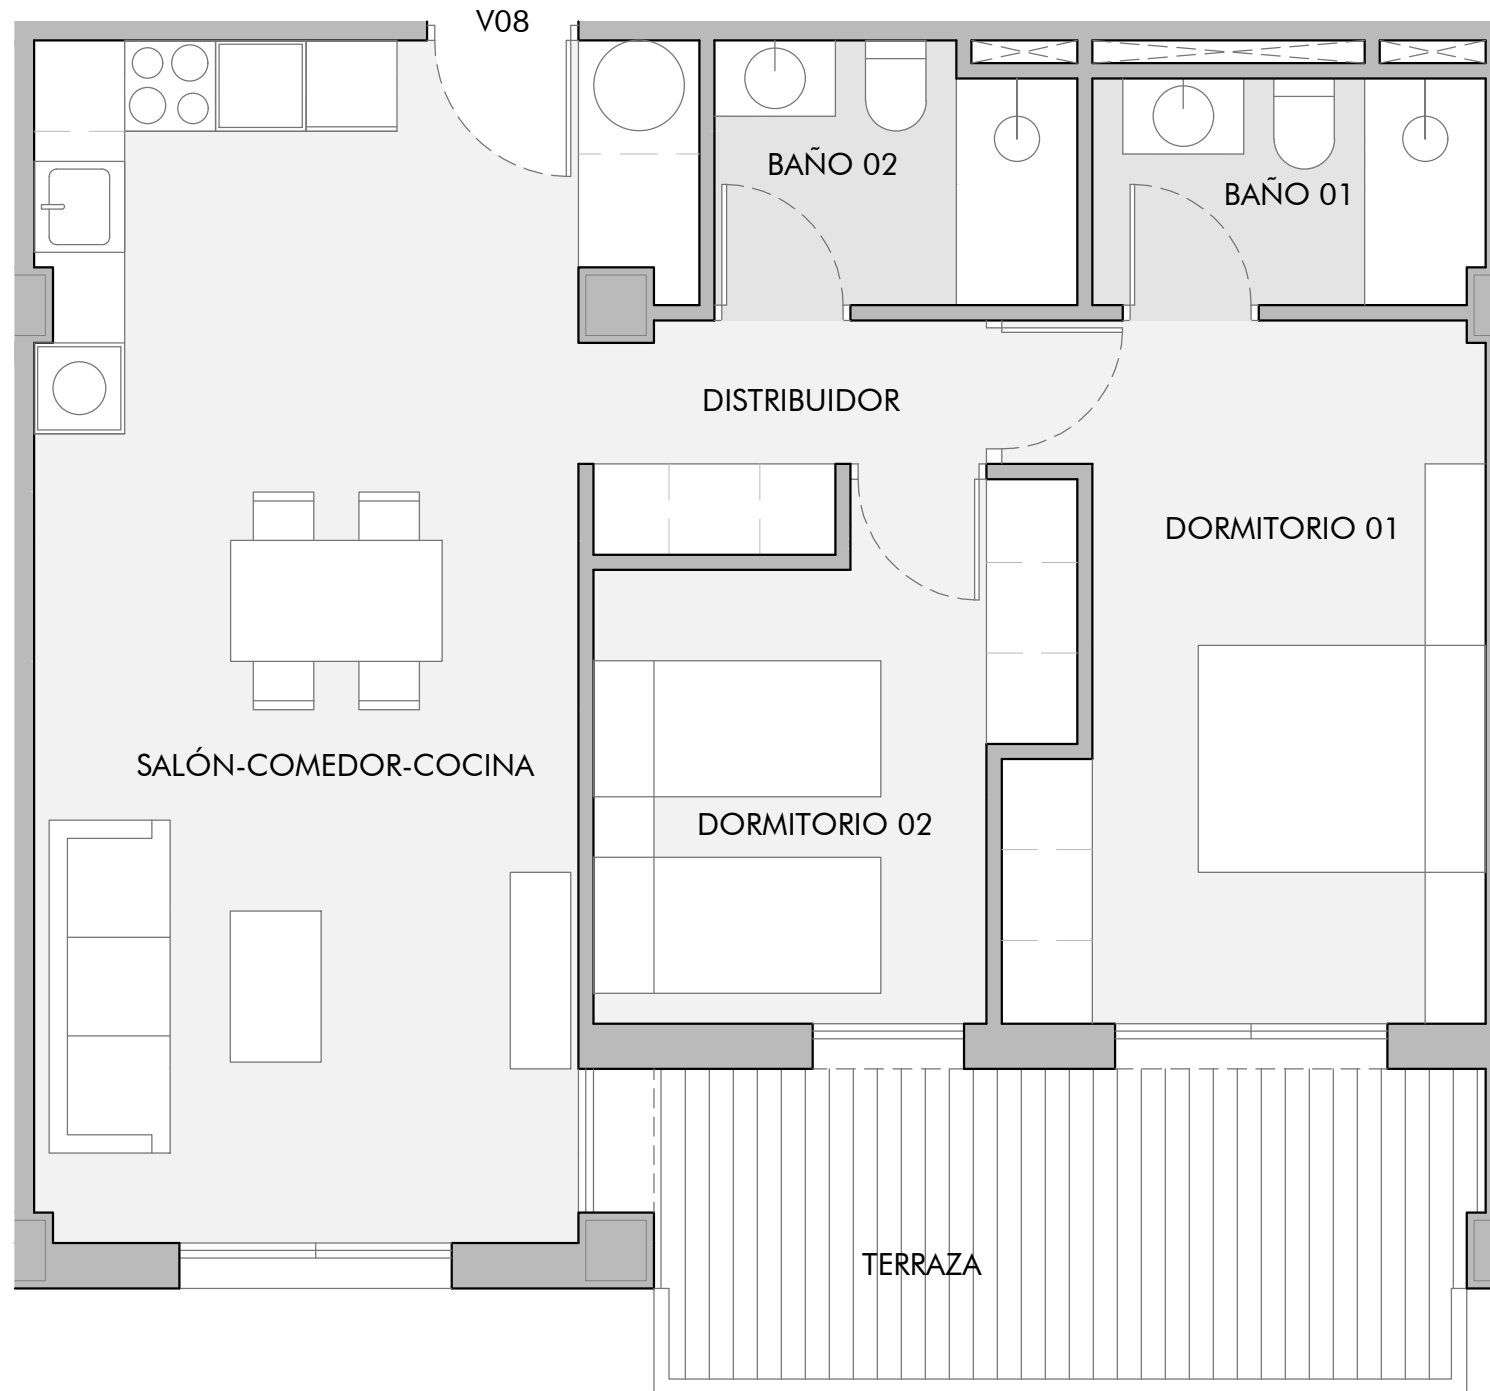 V08
BAÑO 02
BAÑO 01
DISTRIBUIDOR
DORMITORIO 01
SALÓN-COMEDOR-COCINA
DORMITORIO 02
TERRAZA